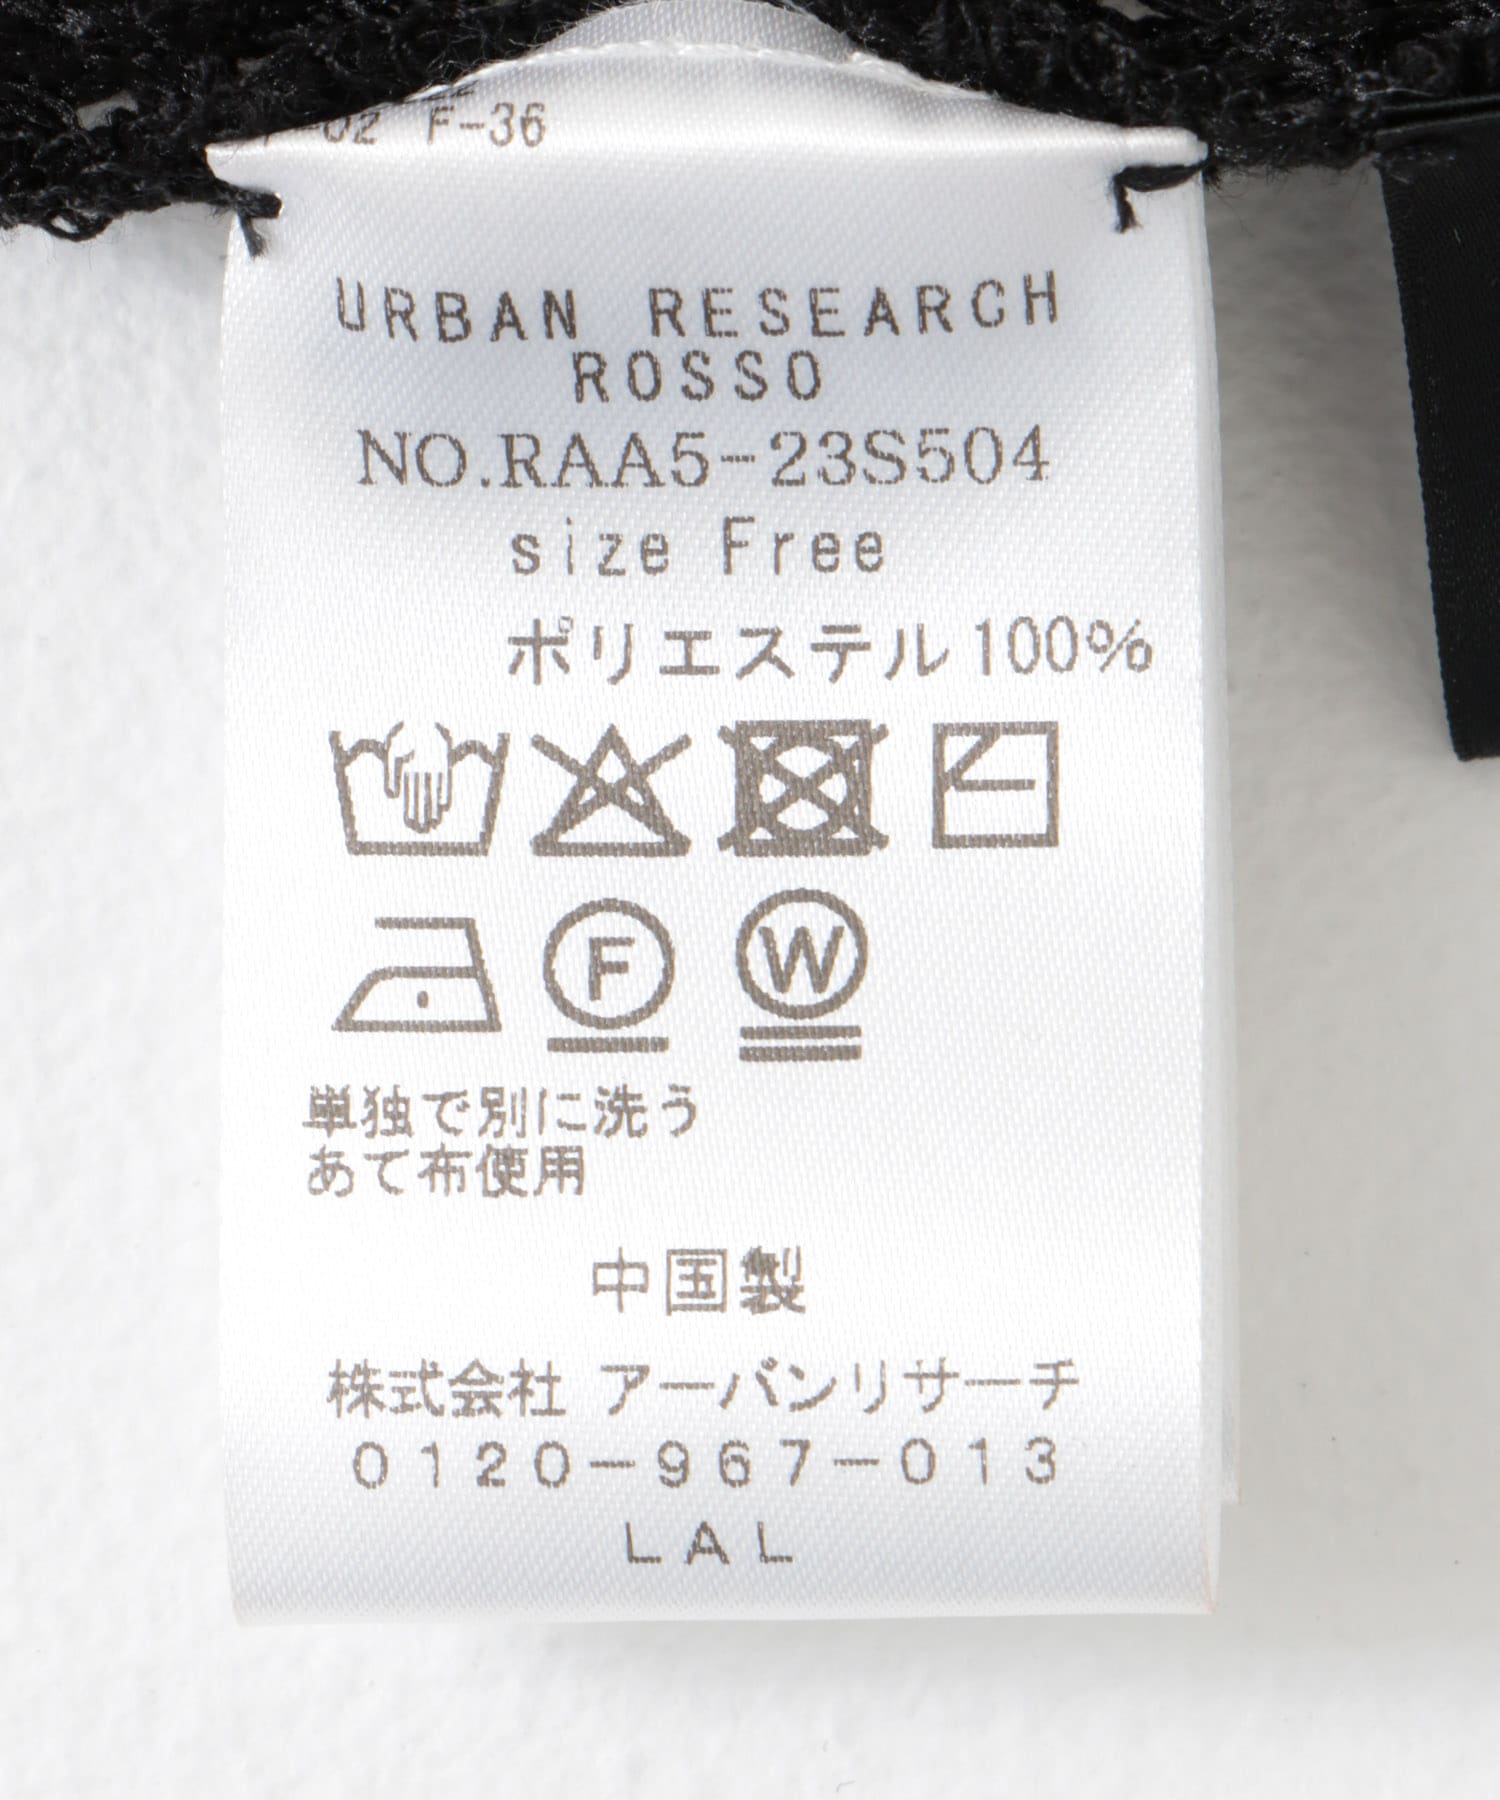 F-36
URBAN RESEARCH
ROSSO
NO.RAA5-23S504
size Free
ポリエステル100%
F
W
単独で別に洗う
あて布使用
中国製
株式会社 アーバンリサーチ
0120-967-013
LAL